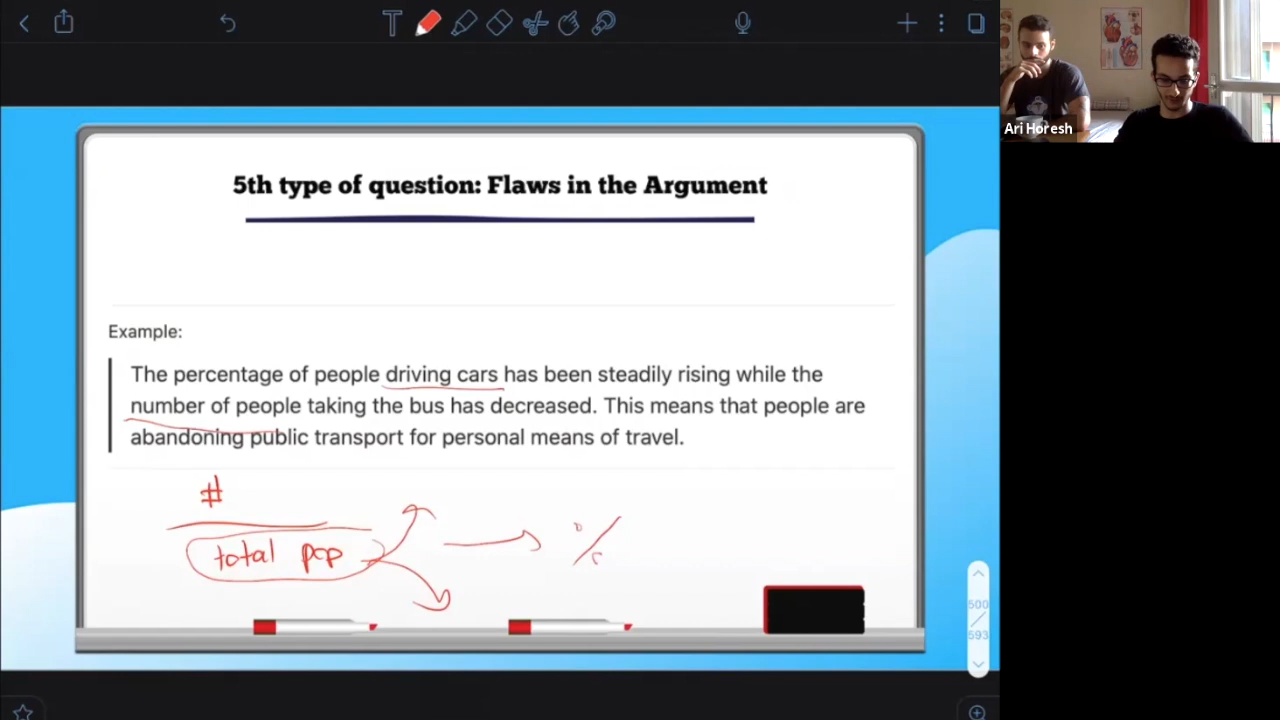 T
Ari Horesh
5th type of question: Flaws in the Argument
Example:
The percentage of people driving cars has been steadily rising while the
number of people taking the bus has decreased. This means that people are
abandoning public transport for personal means of travel.
#
total pop
%
500
593